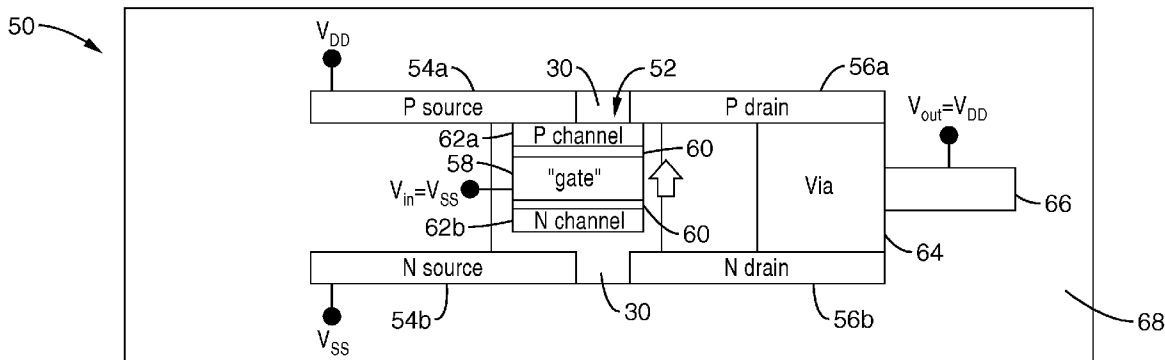 50
V_DD
54a
30
52
56a
P source
P drain
V_out=V_DD
62a
P channel
60
58
"gate"
V_in=V_SS
Via
66
62b
N channel
60
64
N source
N drain
V_SS
54b
30
56b
68